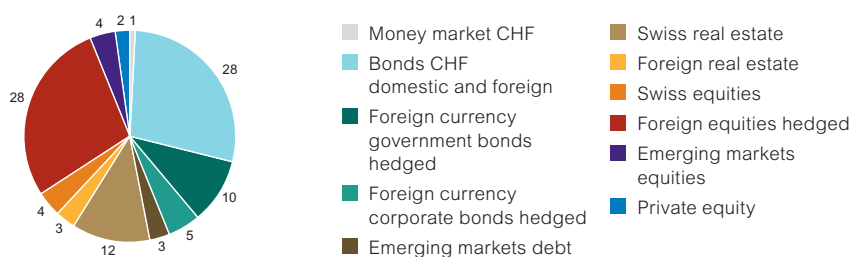 4
2
1
28
28
10
5
3
12
3
4
Money market CHF
Bonds CHF
domestic and foreign
Foreign currency
government bonds
hedged
Foreign currency
corporate bonds hedged
Emerging markets debt
Swiss real estate
Foreign real estate
Swiss equities
Foreign equities hedged
Emerging markets
equities
Private equity